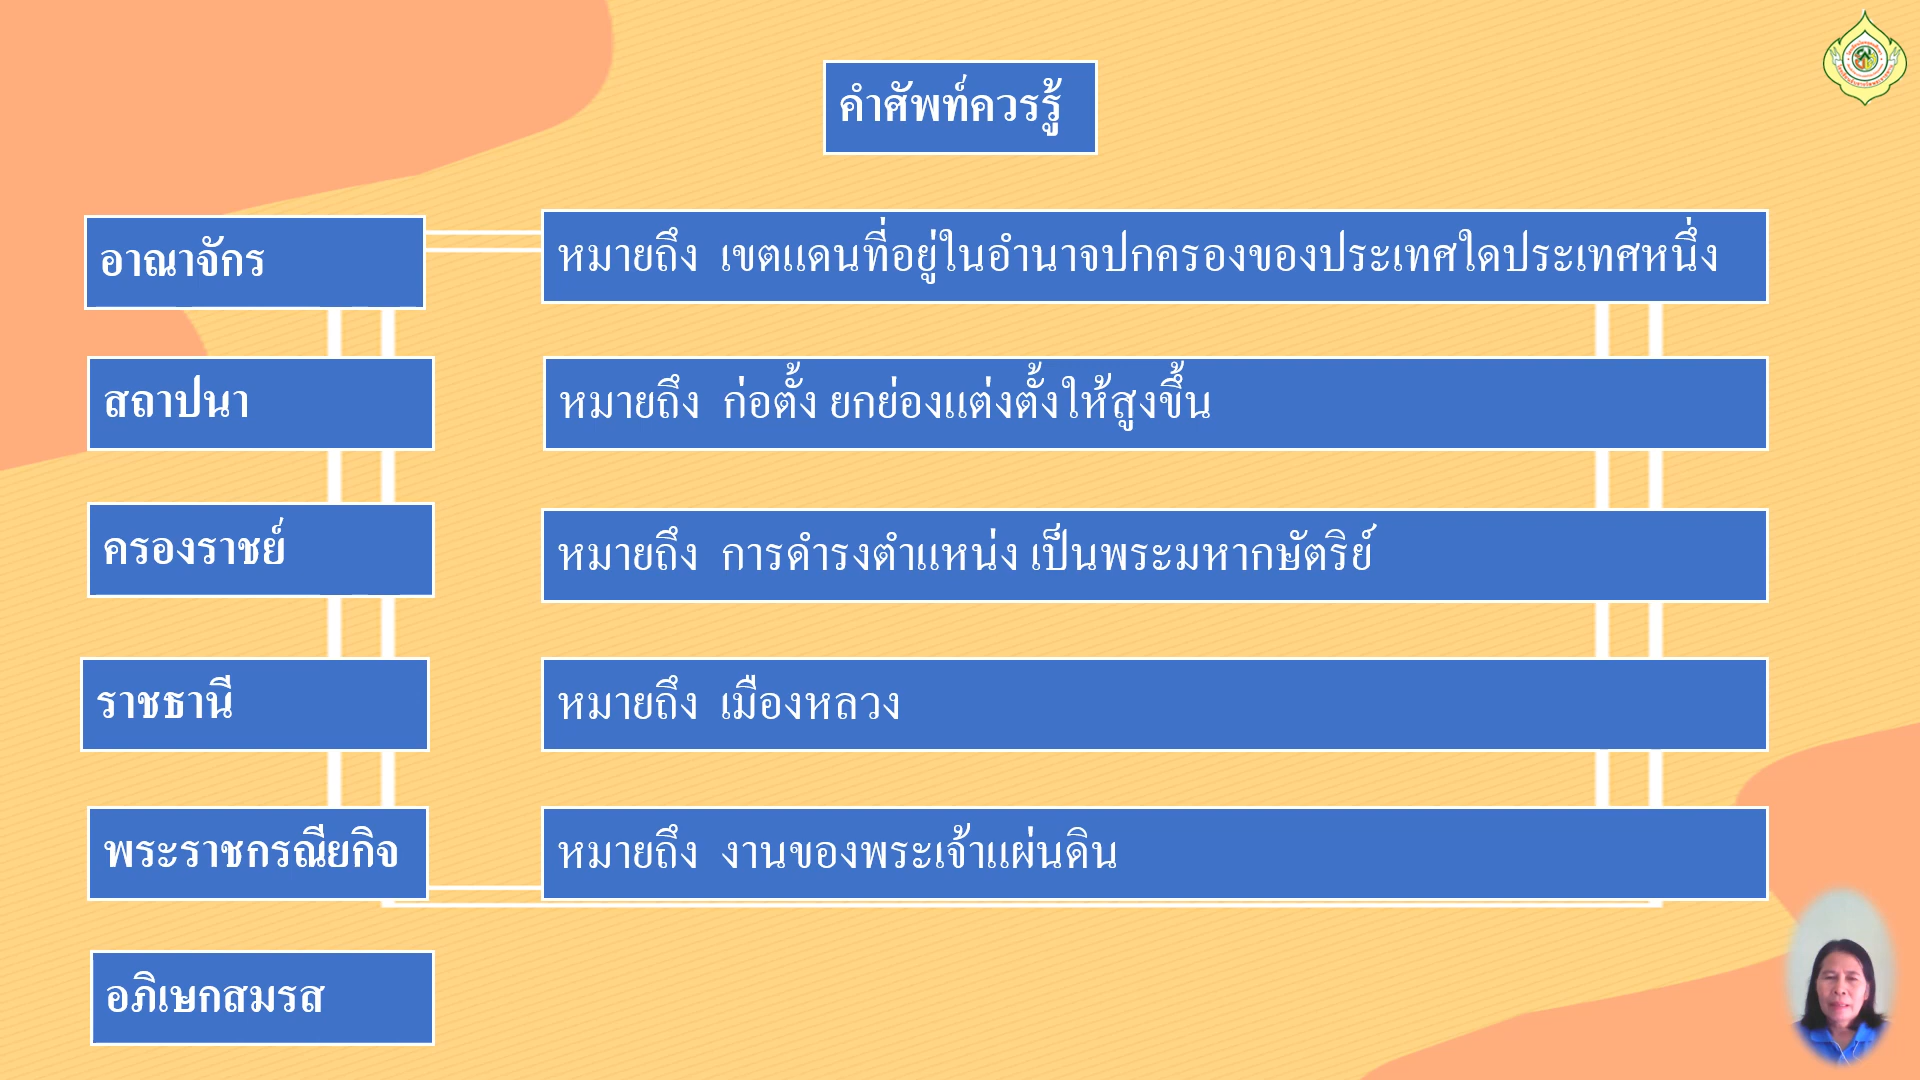 คำศัพท์ควรรู้
อาณาจักร หมายถึง เขตแดนที่อยู่ในอำนาจปกครองของประเทศใดประเทศหนึ่ง
สถาปนา หมายถึง ก่อตั้ง ยกย่องแต่งตั้งให้สูงขึ้น
ครองราชย์ หมายถึง การดำรงตำแหน่ง เป็นพระมหากษัตริย์
ราชธานี หมายถึง เมืองหลวง
พระราชกรณียกิจ หมายถึง งานของพระเจ้าแผ่นดิน
อภิเษกสมรส